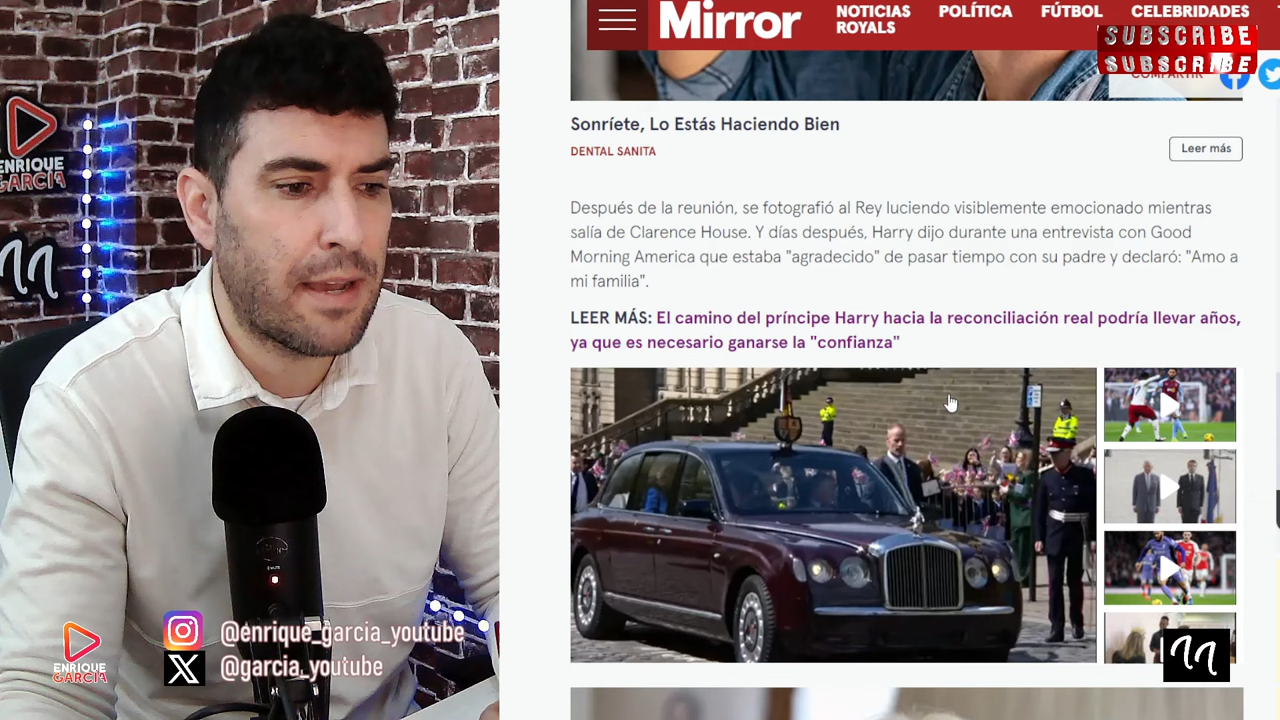 Mirror
NOTICIAS
ROYALS
POLÍTICA
FÚTBOL
CELEBRIDADES
SUBSCRIBE
SUBSCRIBE
COMPARTIR
Sonríete, Lo Estás Haciendo Bien
DENTAL SANITA
Leer más
Después de la reunión, se fotografió al Rey luciendo visiblemente emocionado mientras
salía de Clarence House. Y días después, Harry dijo durante una entrevista con Good
Morning America que estaba "agradecido" de pasar tiempo con su padre y declaró: "Amo a
mi familia".
LEER MÁS: El camino del príncipe Harry hacia la reconciliación real podría llevar años,
ya que es necesario ganarse la "confianza"
ENRIQUE
GARCIA
@enrique_garcia_youtube
@garcia_youtube
ENRIQUE
GARCIA